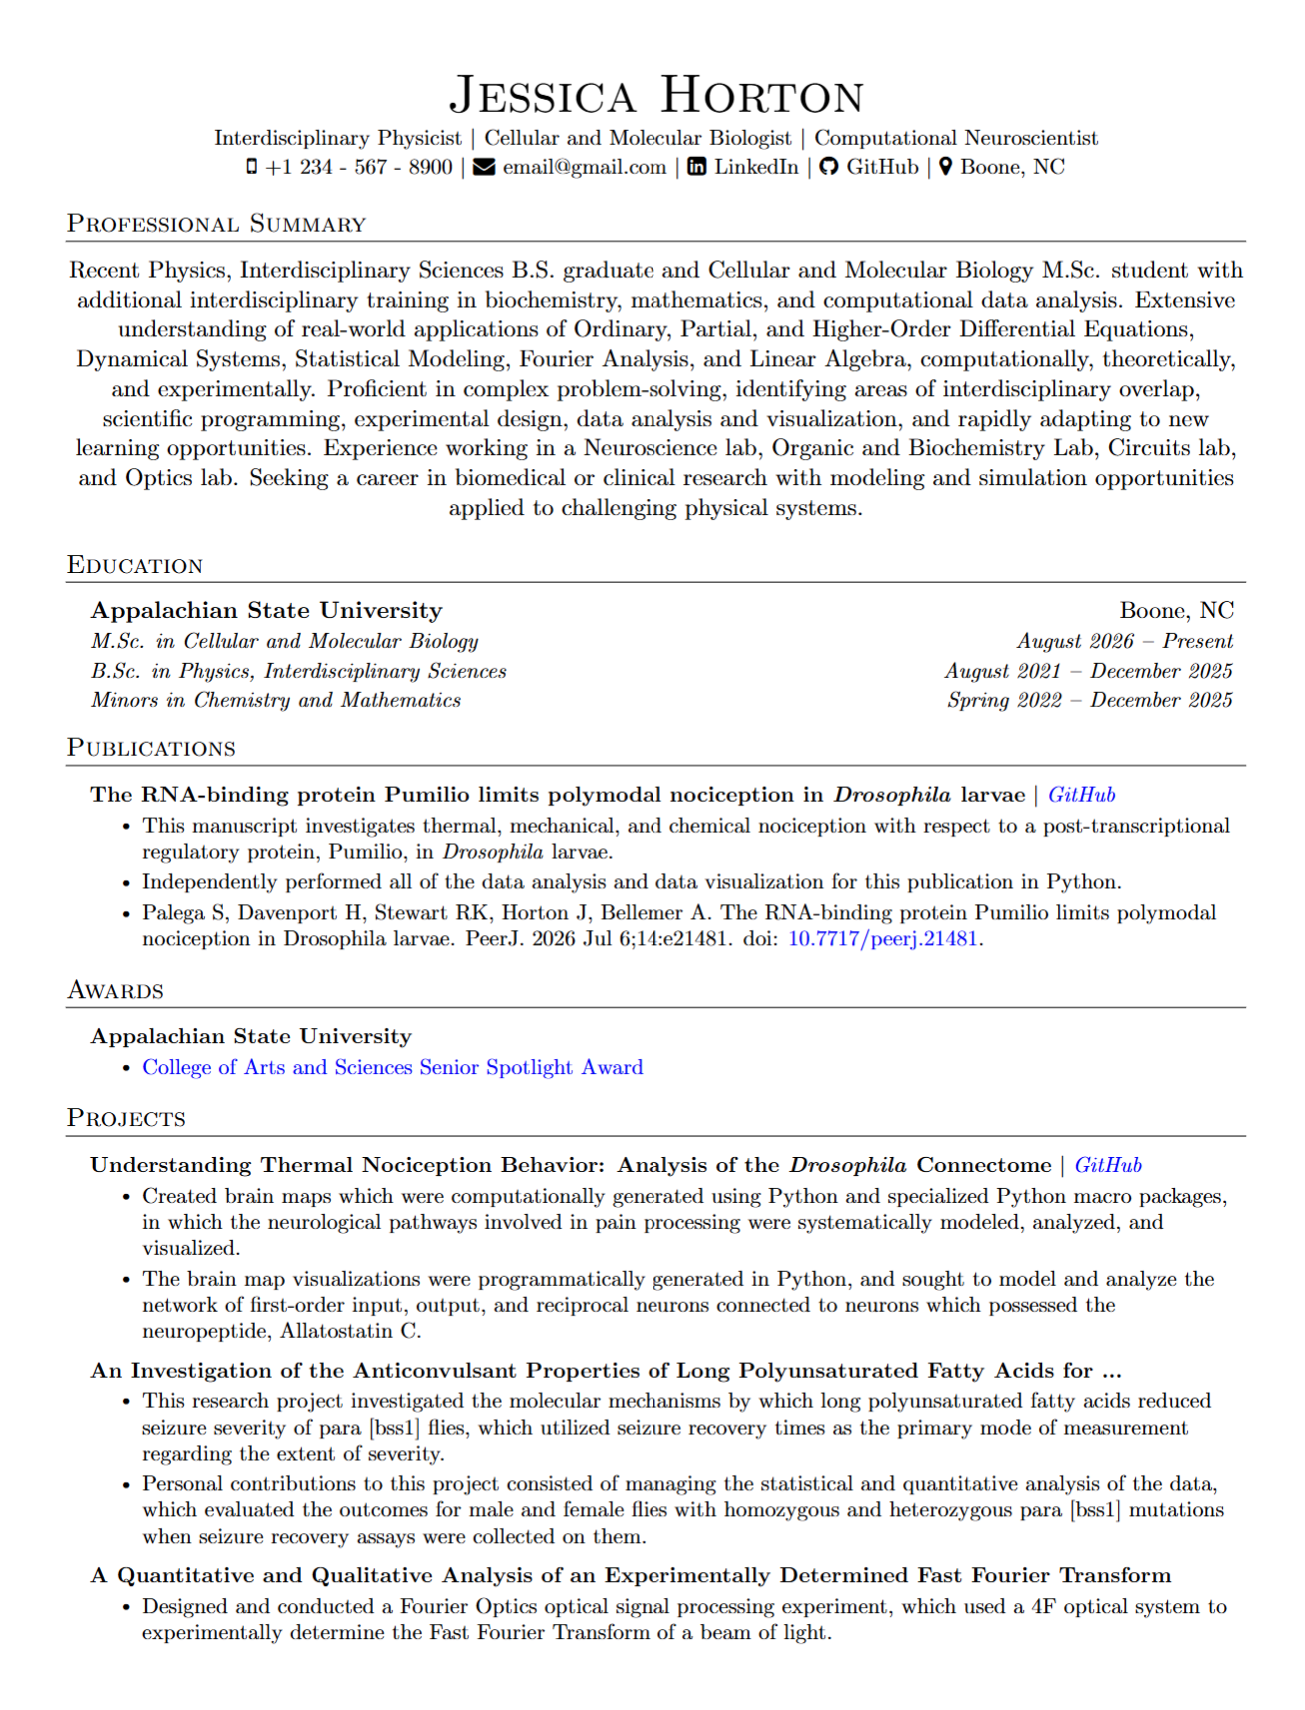 Jessica Horton
Interdisciplinary Physicist | Cellular and Molecular Biologist | Computational Neuroscientist
+1 234 - 567 - 8900 | email@gmail.com | LinkedIn | GitHub | Boone, NC
Professional Summary
Recent Physics, Interdisciplinary Sciences B.S. graduate and Cellular and Molecular Biology M.Sc. student with
additional interdisciplinary training in biochemistry, mathematics, and computational data analysis. Extensive
understanding of real-world applications of Ordinary, Partial, and Higher-Order Differential Equations,
Dynamical Systems, Statistical Modeling, Fourier Analysis, and Linear Algebra, computationally, theoretically,
and experimentally. Proficient in complex problem-solving, identifying areas of interdisciplinary overlap,
scientific programming, experimental design, data analysis and visualization, and rapidly adapting to new
learning opportunities. Experience working in a Neuroscience lab, Organic and Biochemistry Lab, Circuits lab,
and Optics lab. Seeking a career in biomedical or clinical research with modeling and simulation opportunities
applied to challenging physical systems.
Education
Appalachian State University Boone, NC
M.Sc. in Cellular and Molecular Biology August 2026 – Present
B.Sc. in Physics, Interdisciplinary Sciences August 2021 – December 2025
Minors in Chemistry and Mathematics Spring 2022 – December 2025
Publications
The RNA-binding protein Pumilio limits polymodal nociception in Drosophila larvae | GitHub
• This manuscript investigates thermal, mechanical, and chemical nociception with respect to a post-transcriptional
regulatory protein, Pumilio, in Drosophila larvae.
• Independently performed all of the data analysis and data visualization for this publication in Python.
• Palega S, Davenport H, Stewart RK, Horton J, Bellemer A. The RNA-binding protein Pumilio limits polymodal
nociception in Drosophila larvae. PeerJ. 2026 Jul 6;14:e21481. doi: 10.7717/peerj.21481.
Awards
Appalachian State University
• College of Arts and Sciences Senior Spotlight Award
Projects
Understanding Thermal Nociception Behavior: Analysis of the Drosophila Connectome | GitHub
• Created brain maps which were computationally generated using Python and specialized Python macro packages,
in which the neurological pathways involved in pain processing were systematically modeled, analyzed, and
visualized.
• The brain map visualizations were programmatically generated in Python, and sought to model and analyze the
network of first-order input, output, and reciprocal neurons connected to neurons which possessed the
neuropeptide, Allatostatin C.
An Investigation of the Anticonvulsant Properties of Long Polyunsaturated Fatty Acids for ...
• This research project investigated the molecular mechanisms by which long polyunsaturated fatty acids reduced
seizure severity of para [bss1] flies, which utilized seizure recovery times as the primary mode of measurement
regarding the extent of severity.
• Personal contributions to this project consisted of managing the statistical and quantitative analysis of the data,
which evaluated the outcomes for male and female flies with homozygous and heterozygous para [bss1] mutations
when seizure recovery assays were collected on them.
A Quantitative and Qualitative Analysis of an Experimentally Determined Fast Fourier Transform
• Designed and conducted a Fourier Optics optical signal processing experiment, which used a 4F optical system to
experimentally determine the Fast Fourier Transform of a beam of light.